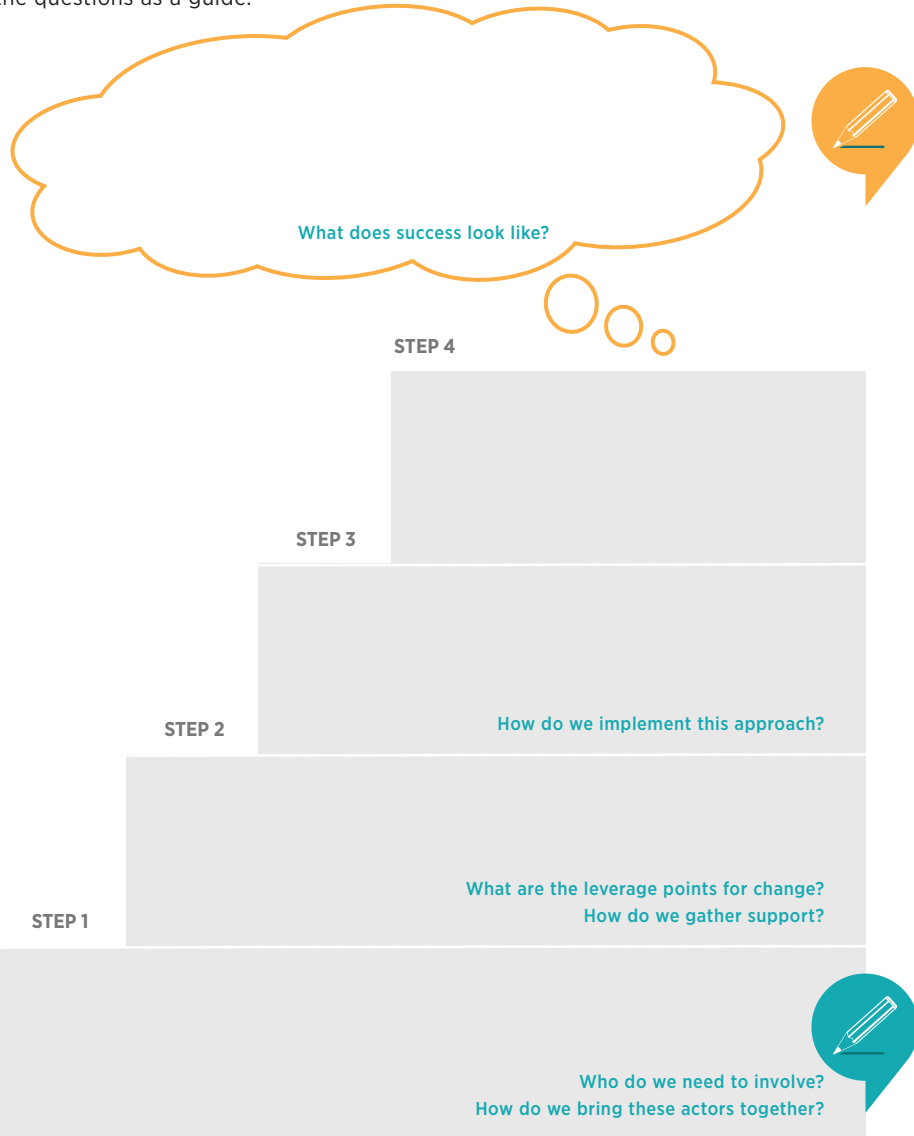 the questions as a guide.
What does success look like?
STEP 4
STEP 3
STEP 2
How do we implement this approach?
What are the leverage points for change?
How do we gather support?
STEP 1
Who do we need to involve?
How do we bring these actors together?